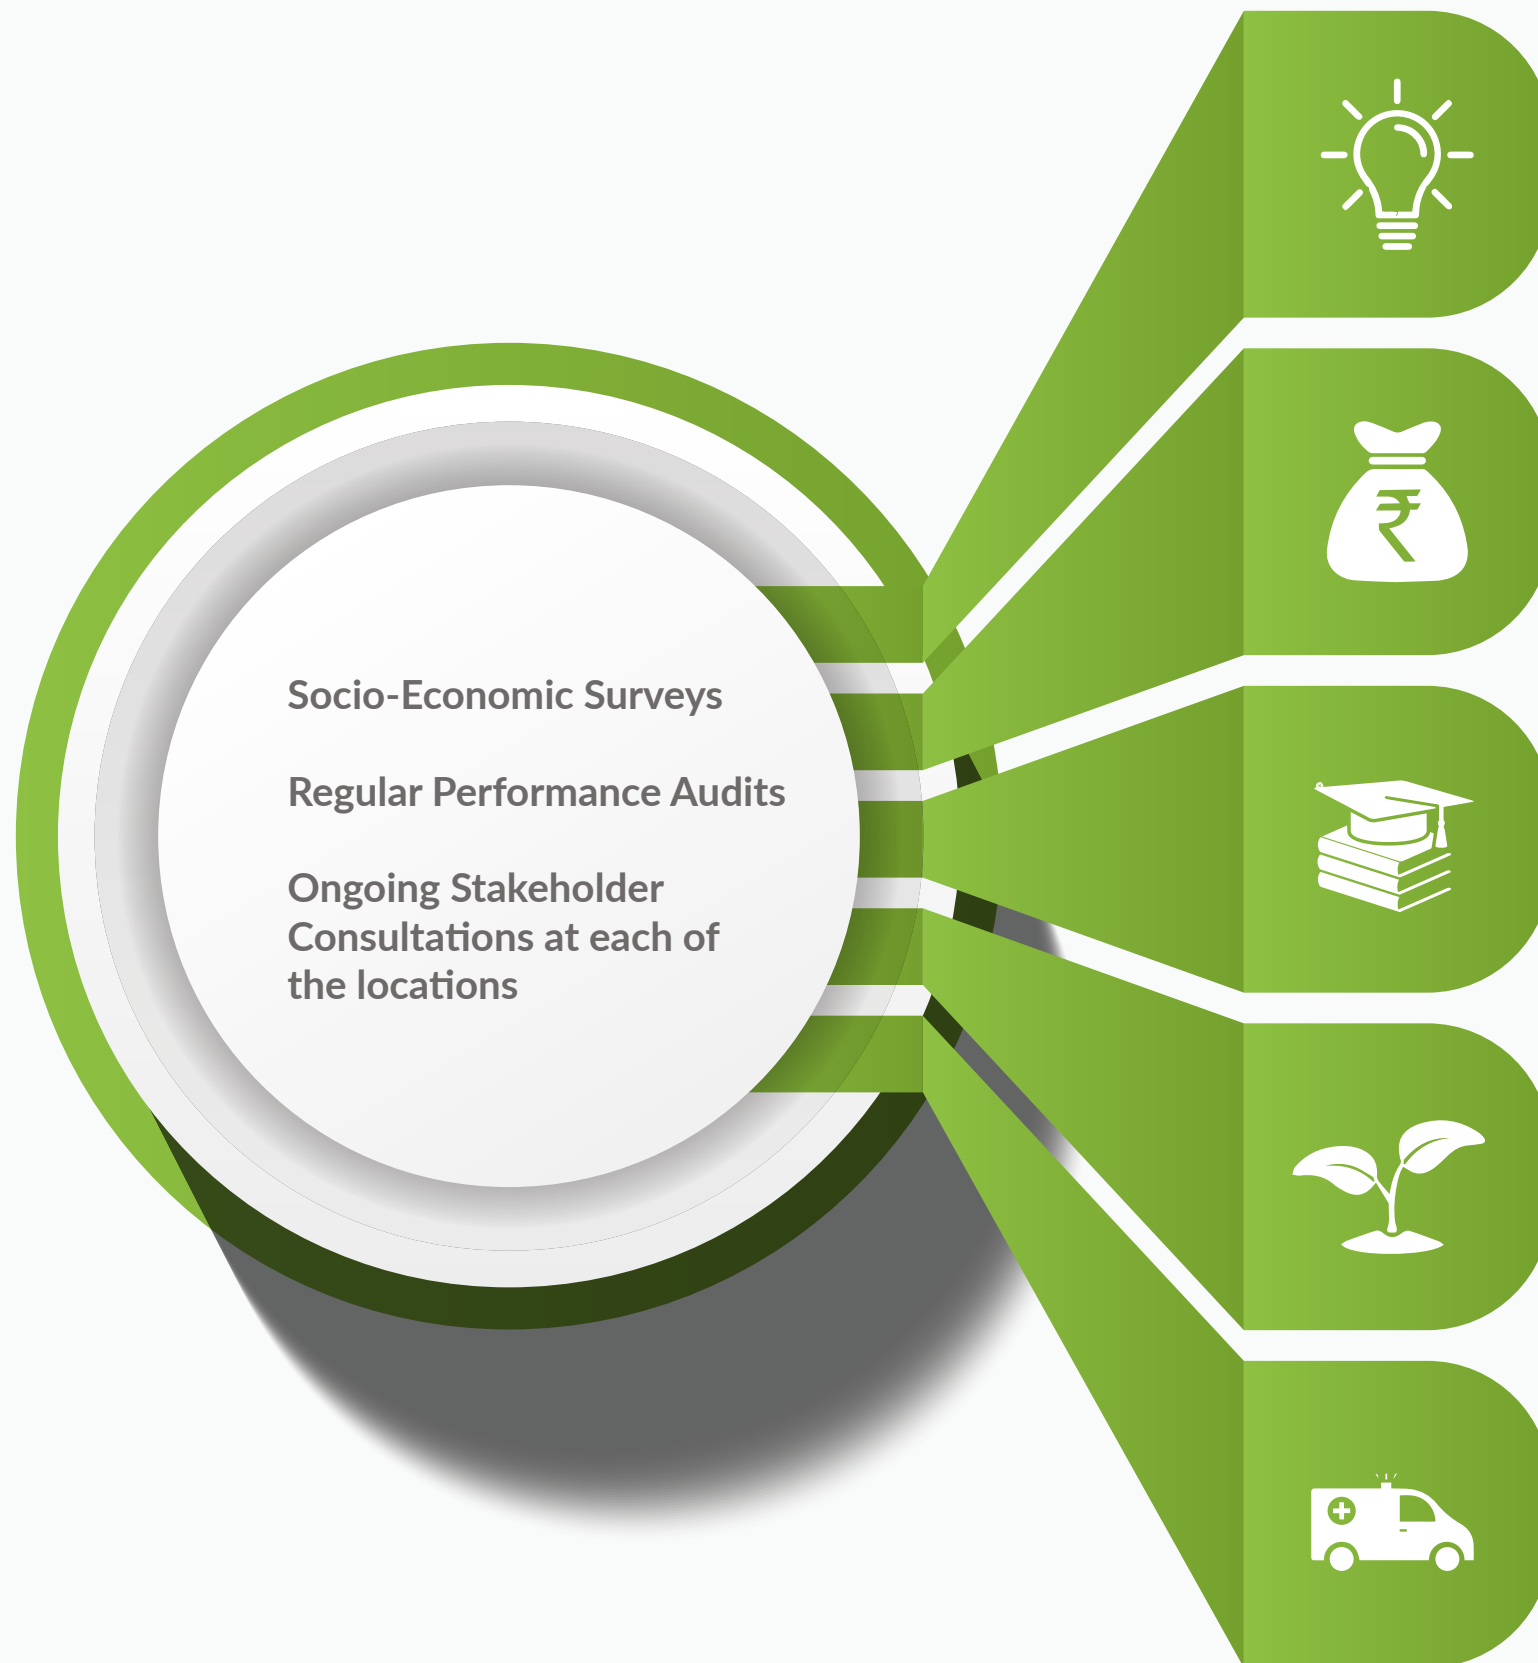 Socio-Economic Surveys
Regular Performance Audits
Ongoing Stakeholder
Consultations at each of
the locations
₹